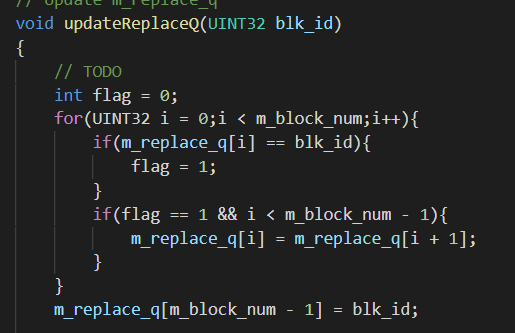 // Update m_replace_q
void updateReplaceQ(UINT32 blk_id)
{
    // TODO
    int flag = 0;
    for(UINT32 i = 0;i < m_block_num;i++){
        if(m_replace_q[i] == blk_id){
            flag = 1;
        }
        if(flag == 1 && i < m_block_num - 1){
            m_replace_q[i] = m_replace_q[i + 1];
        }
    }
    m_replace_q[m_block_num - 1] = blk_id;